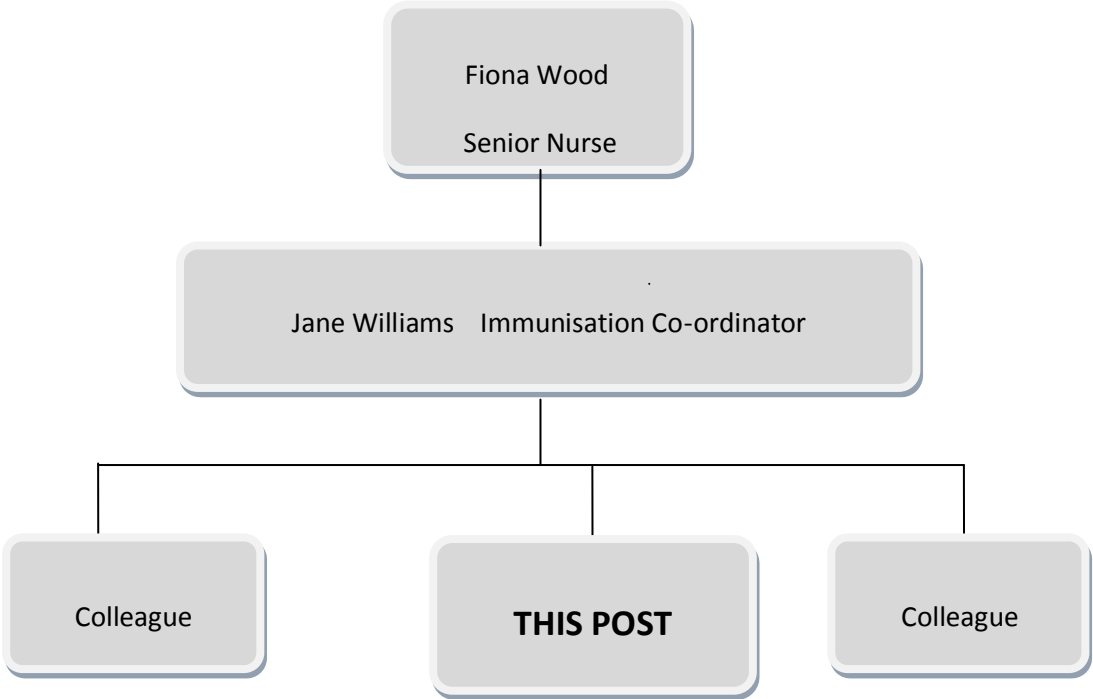 Fiona Wood
Senior Nurse
.
Jane Williams    Immunisation Co-ordinator
Colleague
THIS POST
Colleague